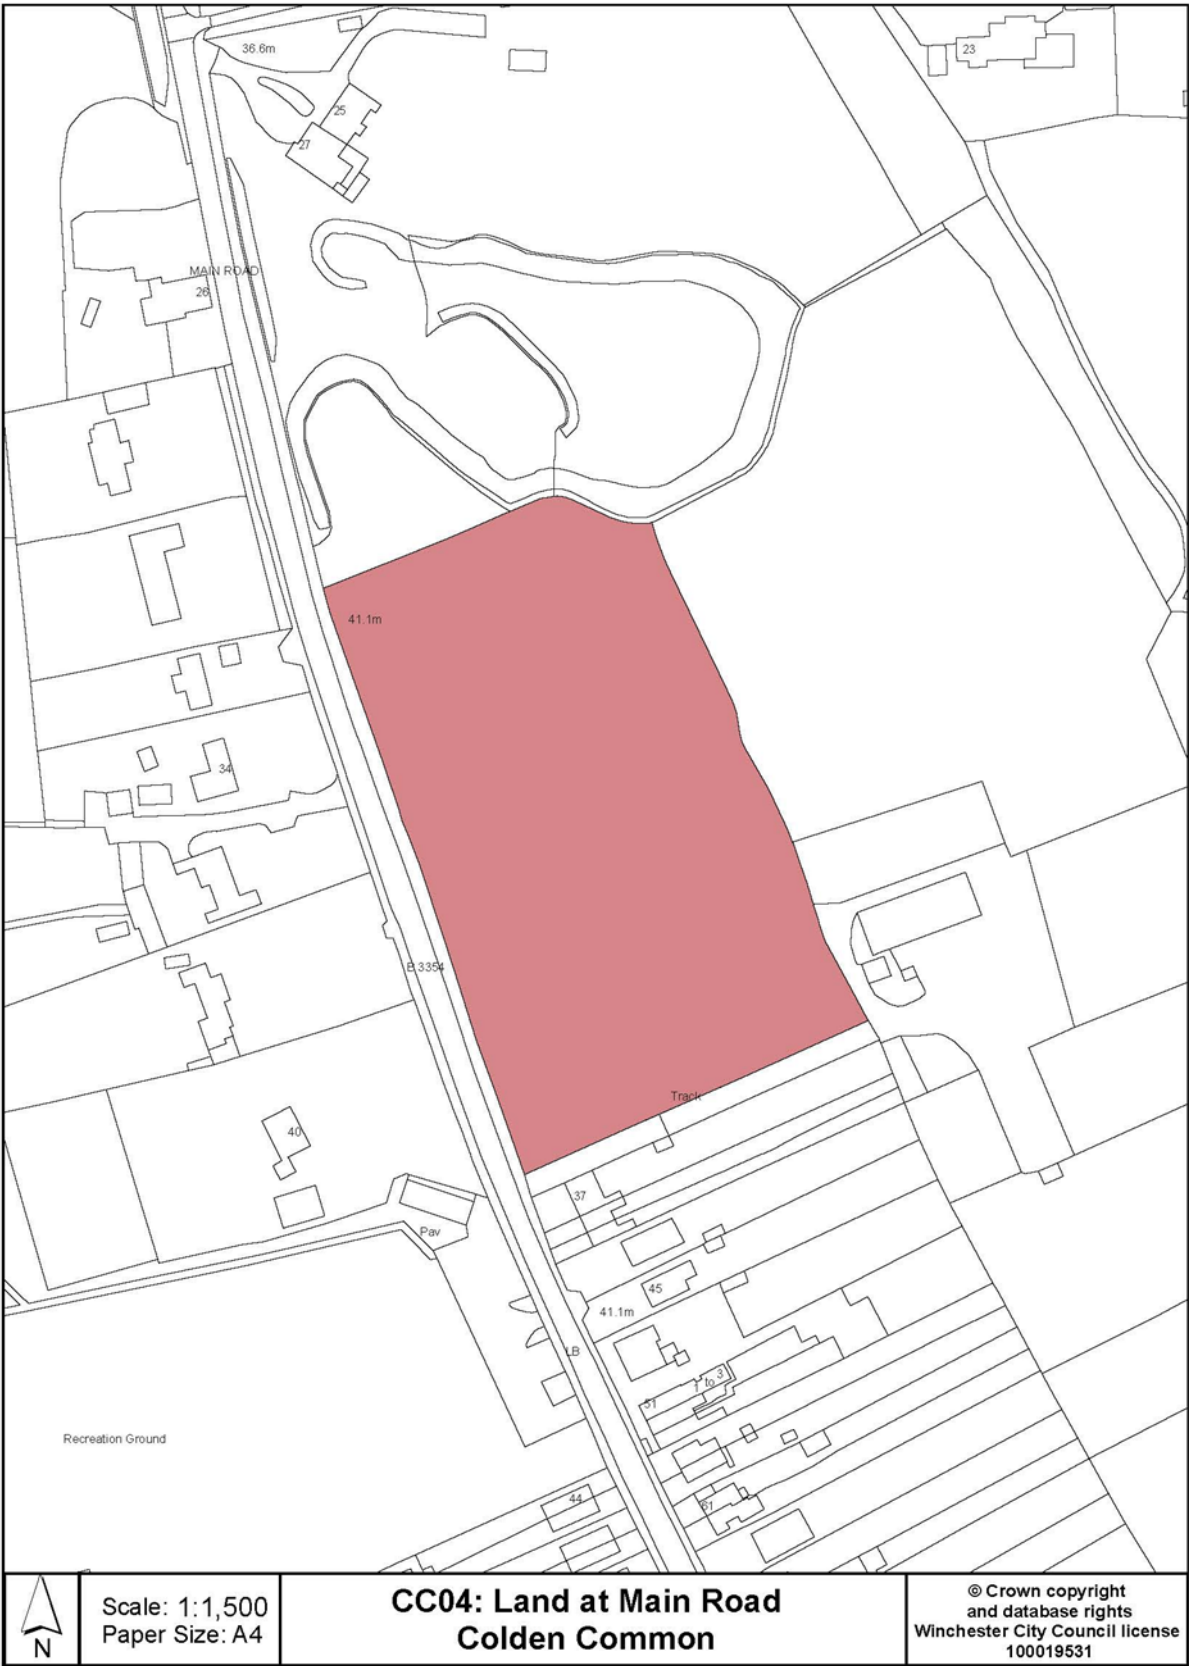 36.6m
23
25
27
MAIN ROAD
26
41.1m
34
B 3354
Track
40
37
Pav
45
41.1m
LB
1 to 3
51
Recreation Ground
44
61
N
Scale: 1:1,500
Paper Size: A4
CC04: Land at Main Road
Colden Common
© Crown copyright
and database rights
Winchester City Council license
100019531